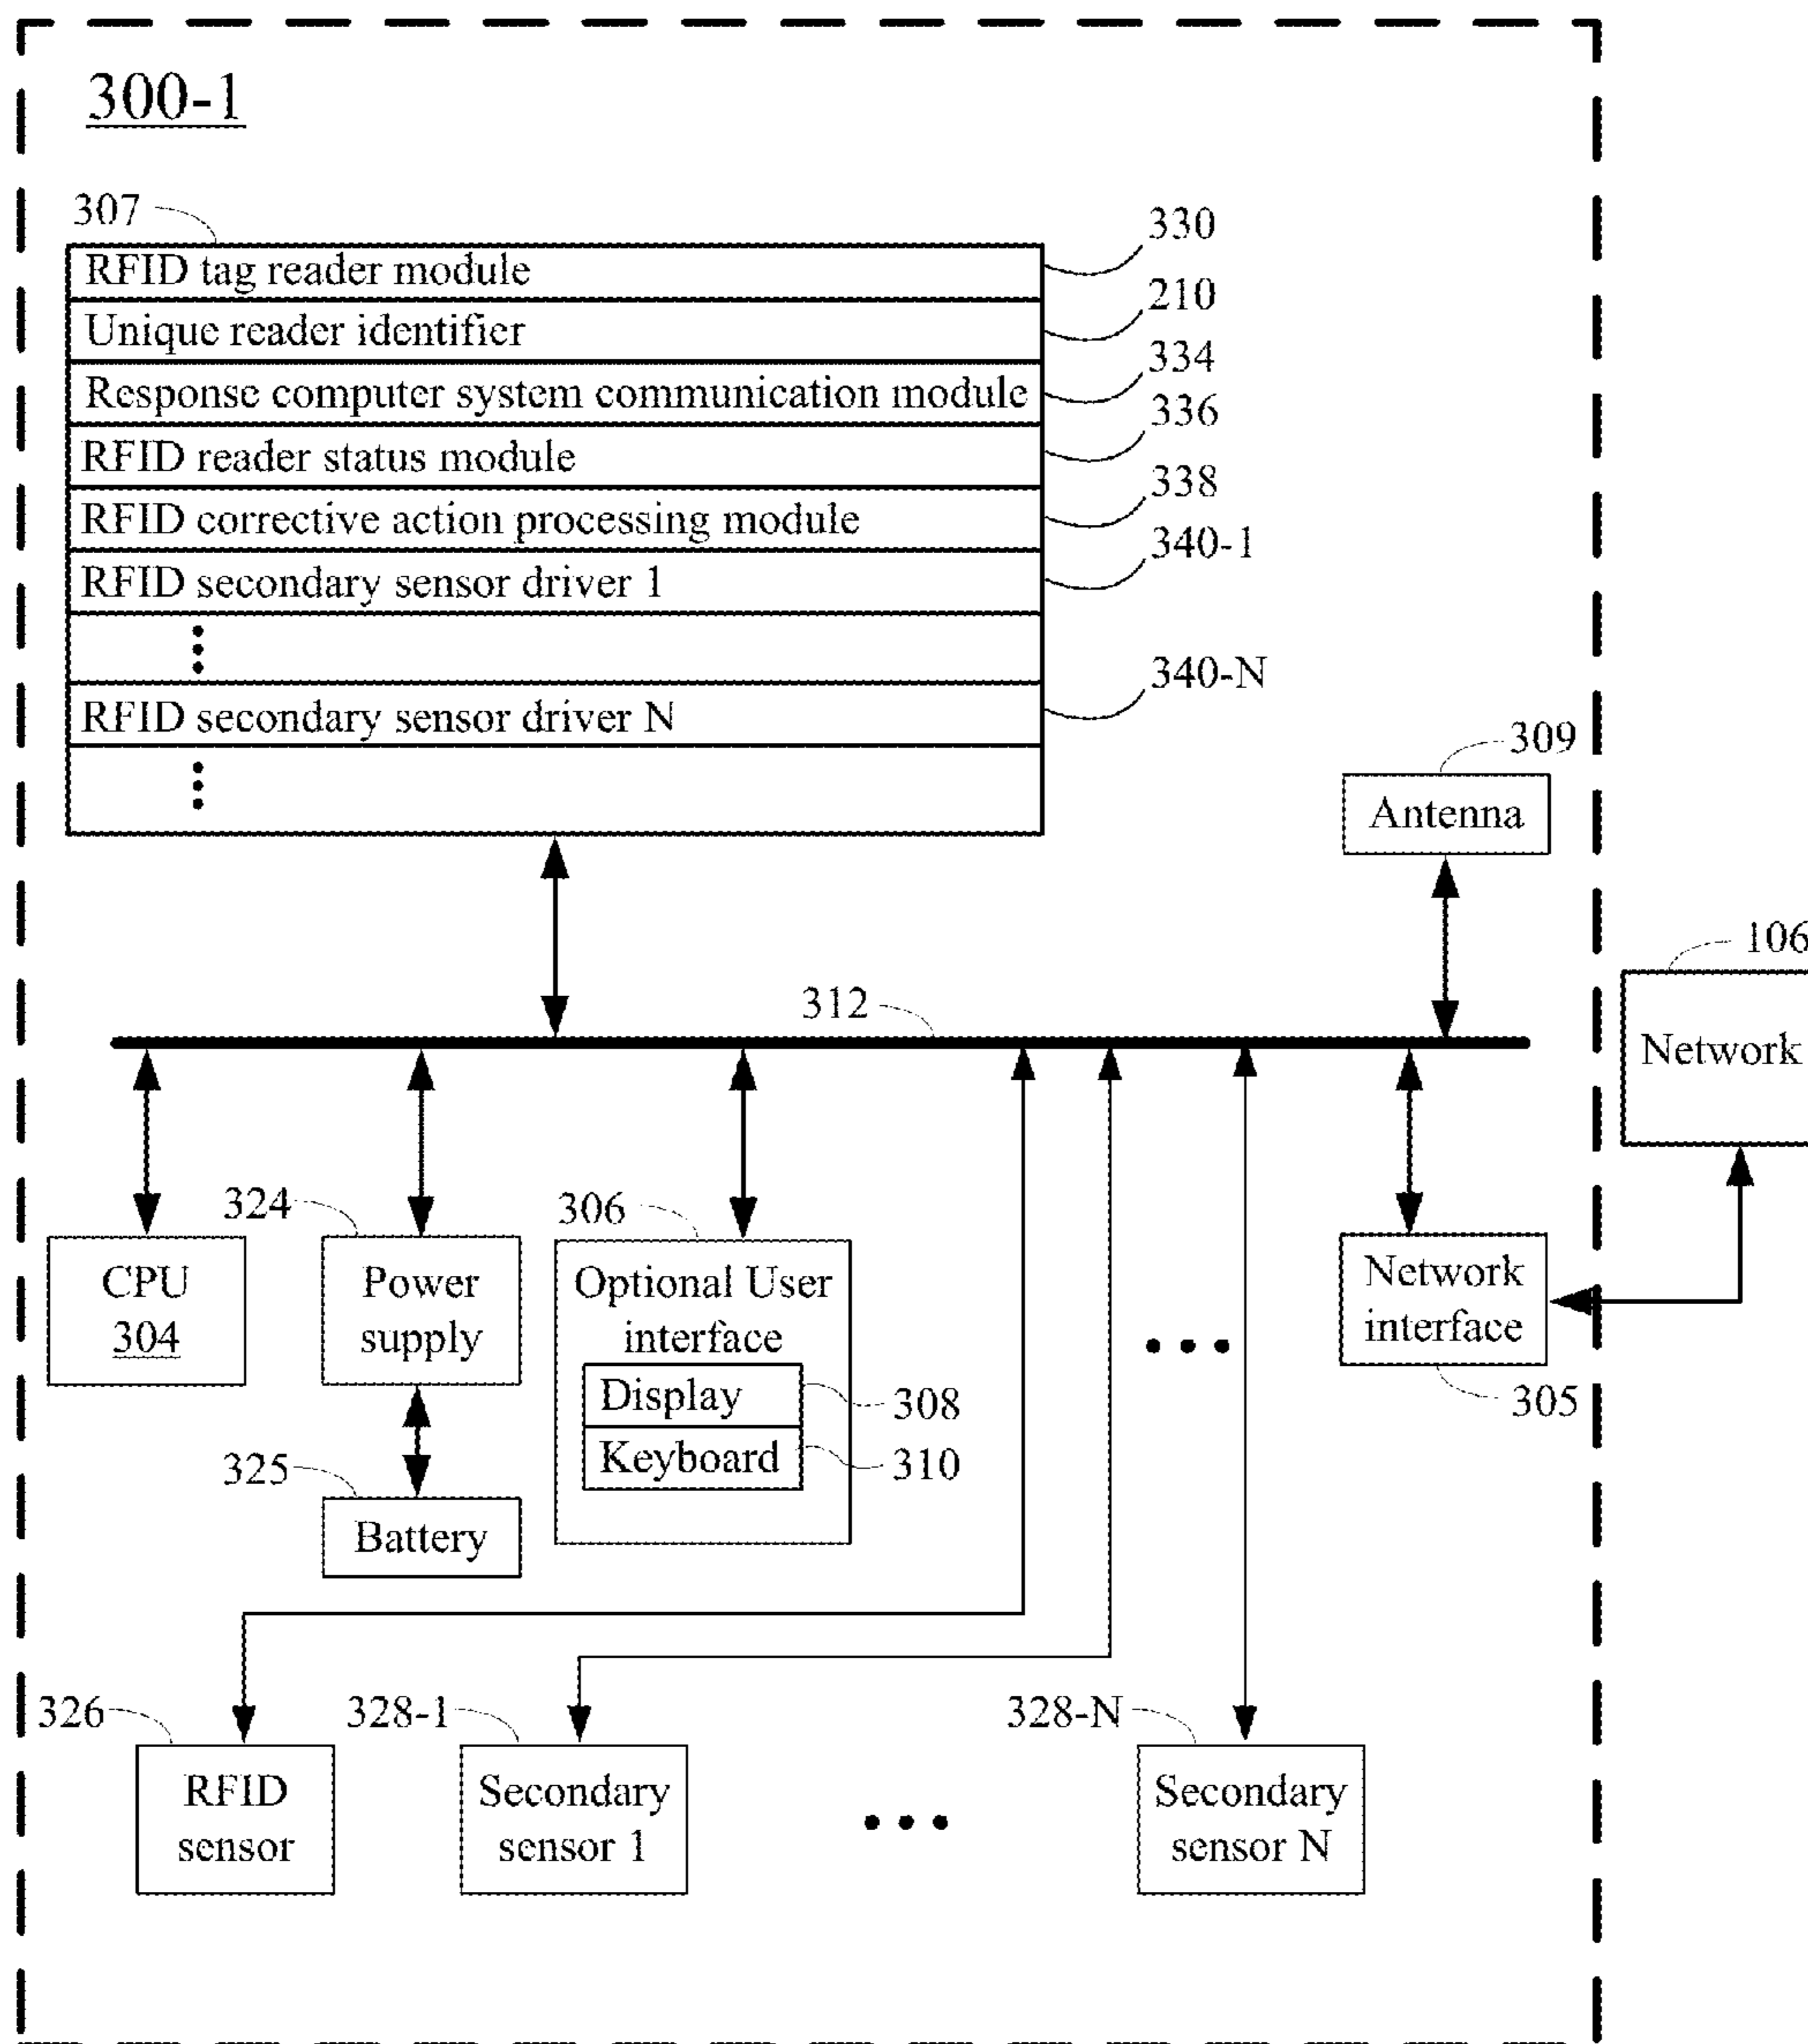 300-1
307
RFID tag reader module
330
Unique reader identifier
210
Response computer system communication module
334
RFID reader status module
336
RFID corrective action processing module
338
RFID secondary sensor driver 1
340-1
RFID secondary sensor driver N
340-N
309
Antenna
106
Network
312
CPU
304
324
Power
supply
325
Battery
306
Optional User
interface
Display
308
Keyboard
310
Network
interface
305
326
RFID
sensor
328-1
Secondary
sensor 1
328-N
Secondary
sensor N